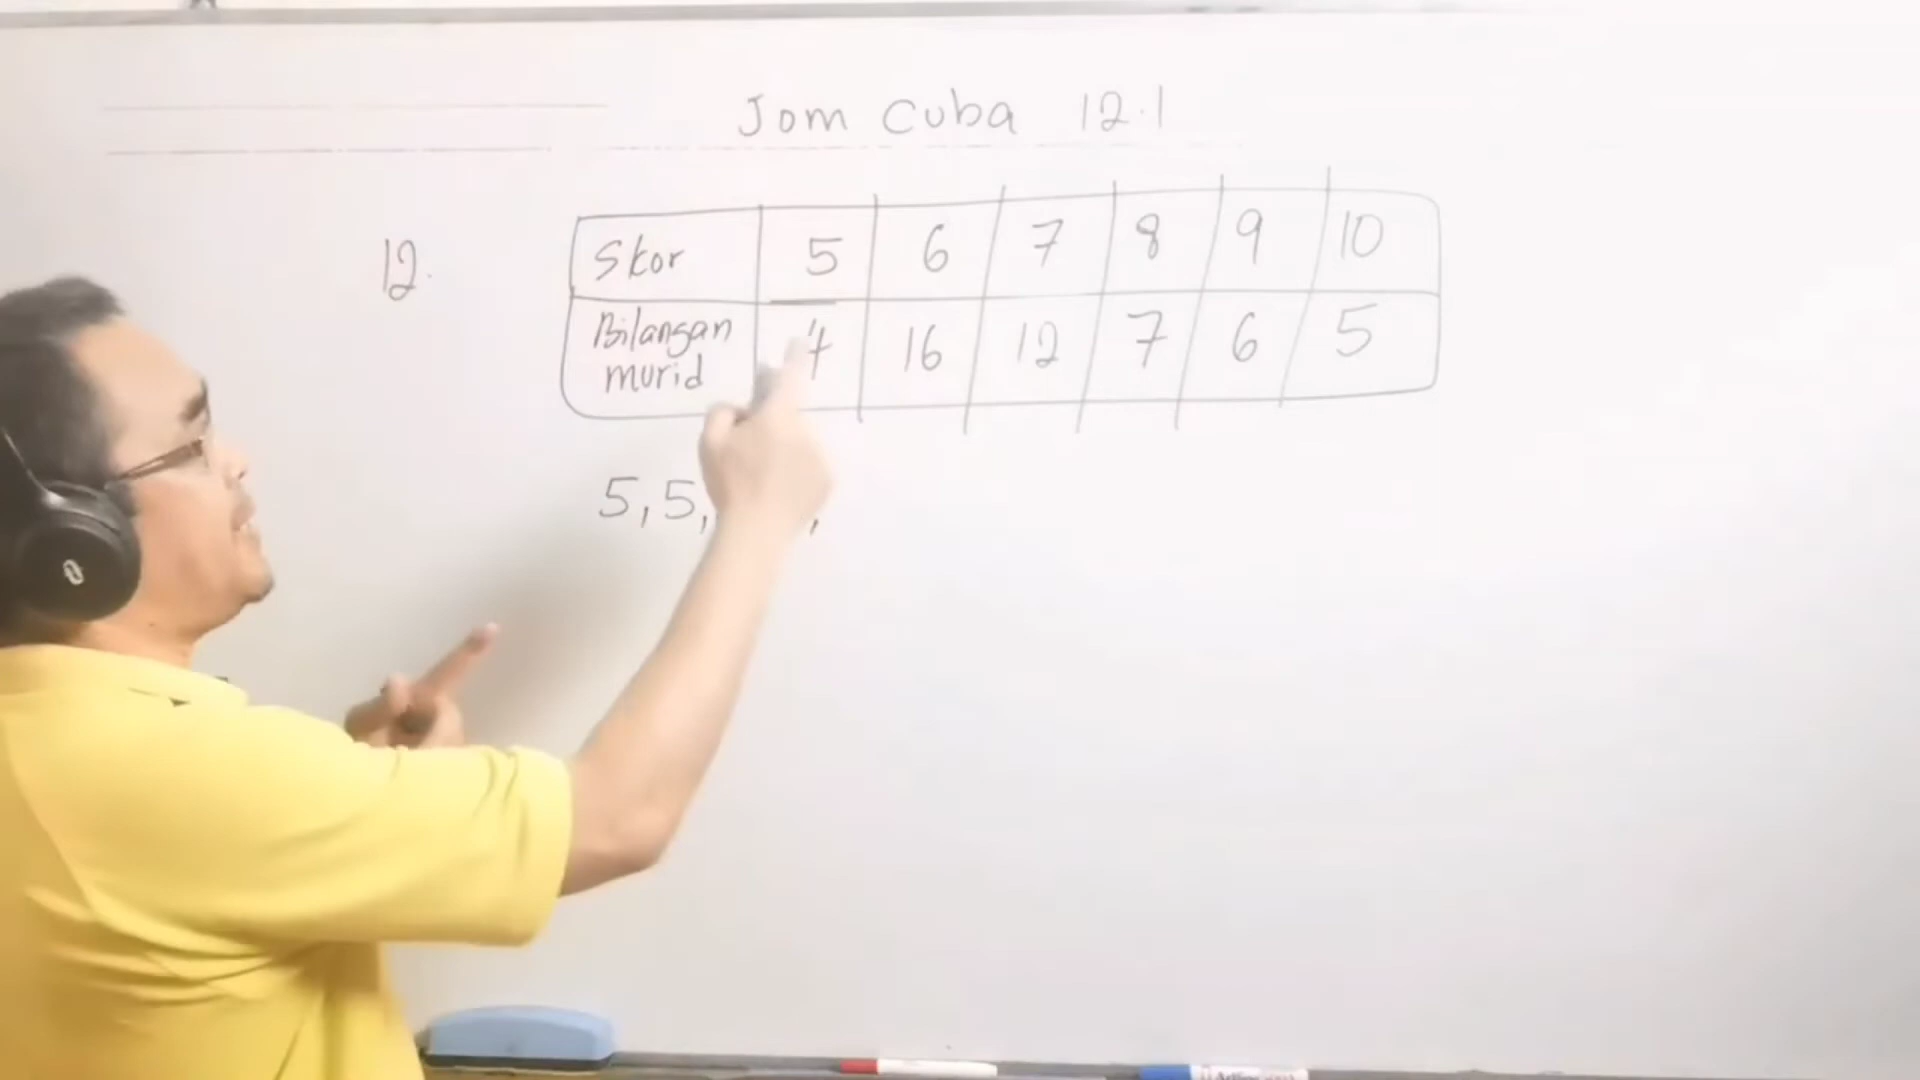 Jom Cuba 12.1
12.
Skor 5 6 7 8 9 10
Bilangan murid 4 16 12 7 6 5
5, 5,